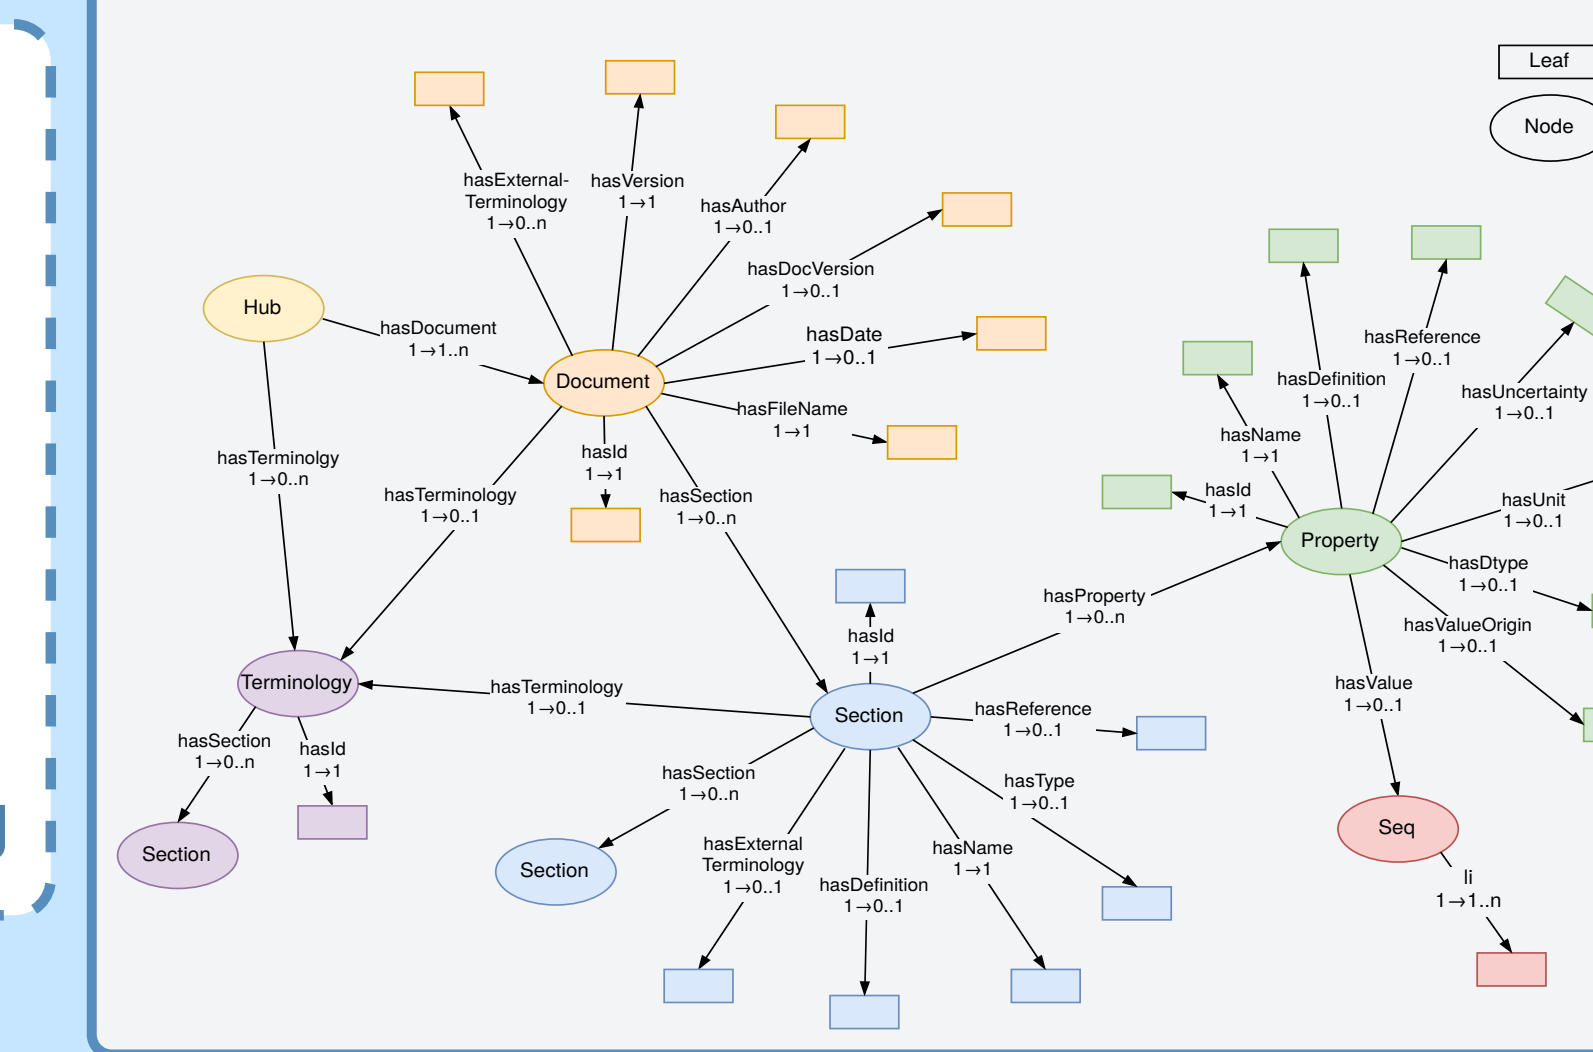 Leaf
Node
hasExternal-
Terminology
1→0..n
hasVersion
1→1
hasAuthor
1→0..1
hasDocVersion
1→0..1
Hub
hasDocument
1→1..n
hasDate
1→0..1
Document
hasFileName
1→1
hasId
1→1
hasTerminolgy
1→0..n
hasTerminology
1→0..1
hasSection
1→0..n
hasReference
1→0..1
hasDefinition
1→0..1
hasUncertainty
1→0..1
hasName
1→1
hasId
1→1
hasUnit
1→0..1
Property
hasDtype
1→0..1
hasProperty
1→0..n
hasValueOrigin
1→0..1
hasId
1→1
Terminology
hasTerminology
1→0..1
Section
hasReference
1→0..1
hasValue
1→0..1
hasSection
1→0..n
hasId
1→1
hasSection
1→0..n
hasType
1→0..1
Section
Section
hasExternal
Terminology
1→0..1
hasDefinition
1→0..1
hasName
1→1
Seq
li
1→1..n